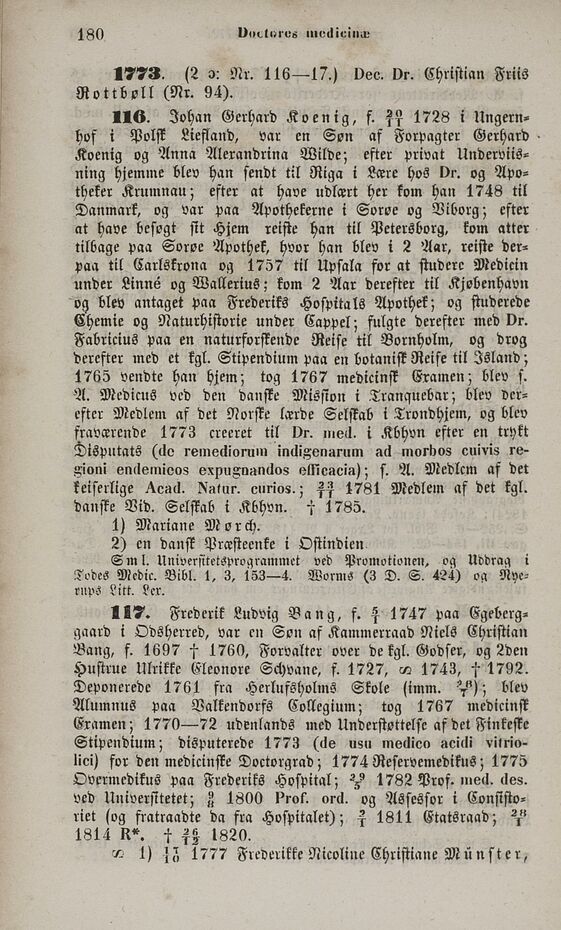 180 Doctores medicinæ
1773. (2 ɔ: Nr. 116—17.) Dec. Dr. Christian Friis
Rottbøll (Nr. 94).
116. Johan Gerhard Koenig, f. 29/11 1728 i Ungern-
hof i Polsk Liefland, var en Søn af Forpagter Gerhard
Koenig og Anna Alexandrina Wilde; efter privat Underviis-
ning hjemme blev han sendt til Riga i Lære hos Dr. og Apo-
theker Krumnau; efter at have udlært her kom han 1748 til
Danmark, og var paa Apothekerne i Sorøe og Viborg; efter
at have besøgt sit Hjem reiste han til Petersborg, kom atter
tilbage paa Sorøe Apothek, hvor han blev i 2 Aar, reiste der-
paa til Carlskrona og 1757 til Upsala for at studere Medicin
under Linné og Wallerius; kom 2 Aar derefter til Kjøbenhavn
og blev antaget paa Frederiks Hospitals Apothek; og studerede
Chemie og Naturhistorie under Cappel; fulgte derefter med Dr.
Fabricius paa en naturforskende Reise til Bornholm, og drog
derefter med et kgl. Stipendium paa en botanisk Reise til Island;
1765 vendte han hjem; tog 1767 medicinsk Examen; blev s.
A. Medicus ved den danske Mission i Tranquebar; blev der-
efter Medlem af det Norske lærde Selskab i Trondhjem, og blev
fraværende 1773 creeret til Dr. med. i Kbhvn efter en trykt
Disputats (de remediorum indigenarum ad morbos cuivis re-
gioni endemicos expugnandos efficacia); s. A. Medlem af det
keiserlige Acad. Natur. curios.; 23/11 1781 Medlem af det kgl.
danske Vid. Selskab i Kbhvn. † 1785.
1) Mariane Mørch.
2) en dansk Præsteenke i Ostindien
Sml. Universitetsprogrammet ved Promotionen, og Uddrag i
Todes Medic. Bibl. 1, 3, 153—4. Worms (3 D. S. 424) og Nye-
rups Litt. Lex.
117. Frederik Ludvig Bang, f. 5/1 1747 paa Egeberg-
gaard i Odsherred, var en Søn af Kammerraad Niels Christian
Bang, f. 1697 † 1760, Forvalter over de kgl. Godser, og 2den
Hustrue Ulrikke Eleonore Schvane, f. 1727, ∞ 1743, † 1792.
Deponerede 1761 fra Herlufsholms Skole (imm. ); blev
Alumnus paa Valkendorfs Collegium; tog 1767 medicinsk
Examen; 1770—72 udenlands med Understøttelse af det Finkeske
Stipendium; disputerede 1773 (de usu medico acidi vitrio-
lici) for den medicinske Doctorgrad; 1774 Reservemedikus; 1775
Overmedikus paa Frederiks Hospital; 29/5 1782 Prof. med. des.
ved Universitetet; 1800 Prof. ord. og Assessor i Consisto-
riet (og fratraadte da fra Hospitalet); 1811 Etatsraad; 28/1
1814 R*. † 26/12 1820.
∞ 1) 17/10 1777 Frederikke Nicoline Christiane Münster,